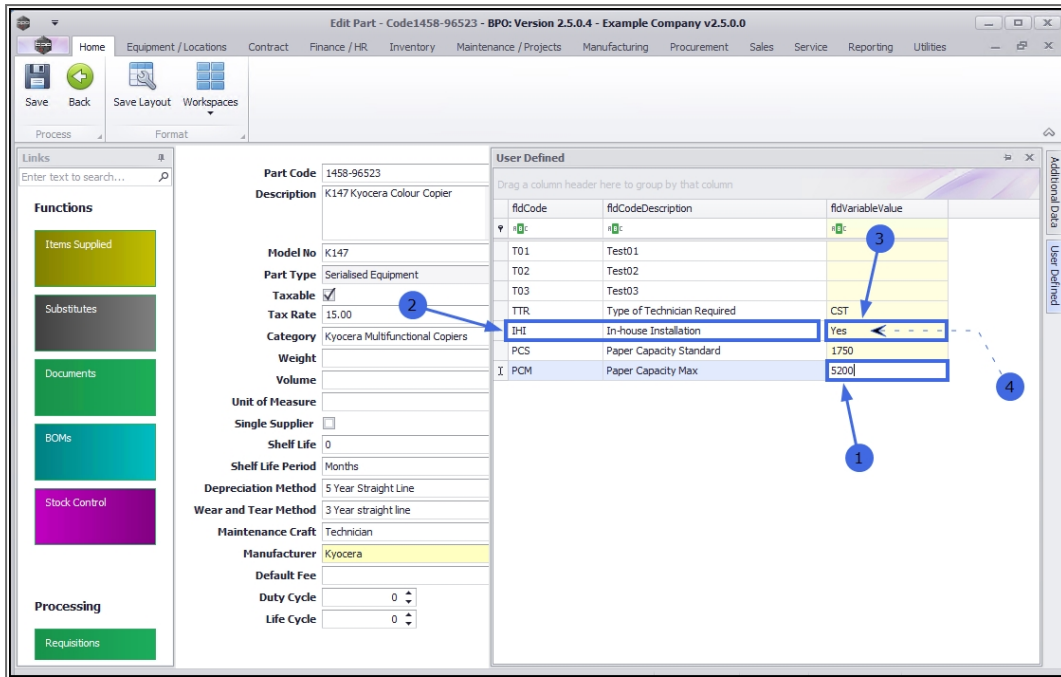 Edit Part - Code1458-96523 - BPO: Version 2.5.0.4 - Example Company v2.5.0.0
Home Equipment / Locations Contract Finance / HR Inventory Maintenance / Projects Manufacturing Procurement Sales Service Reporting Utilities
Save Back Save Layout Workspaces
Process Format
Links
Enter text to search...
Functions
Items Supplied
Substitutes
Documents
BOMs
Stock Control
Processing
Requisitions
Part Code 1458-96523
Description K147 Kyocera Colour Copier
Model No K147
Part Type Serialised Equipment
Taxable
Tax Rate 15.00
Category Kyocera Multifunctional Copiers
Weight
Volume
Unit of Measure
Single Supplier
Shelf Life 0
Shelf Life Period Months
Depreciation Method 5 Year Straight Line
Wear and Tear Method 3 Year straight line
Maintenance Craft Technician
Manufacturer Kyocera
Default Fee
Duty Cycle 0
Life Cycle 0
User Defined
Drag a column header here to group by that column
fldCode fldCodeDescription fldVariableValue
T01 Test01
T02 Test02
T03 Test03
TTR Type of Technician Required CST
IHI In-house Installation Yes
PCS Paper Capacity Standard 1750
PCM Paper Capacity Max 5200
2
3
4
1
Additional Data
User Defined